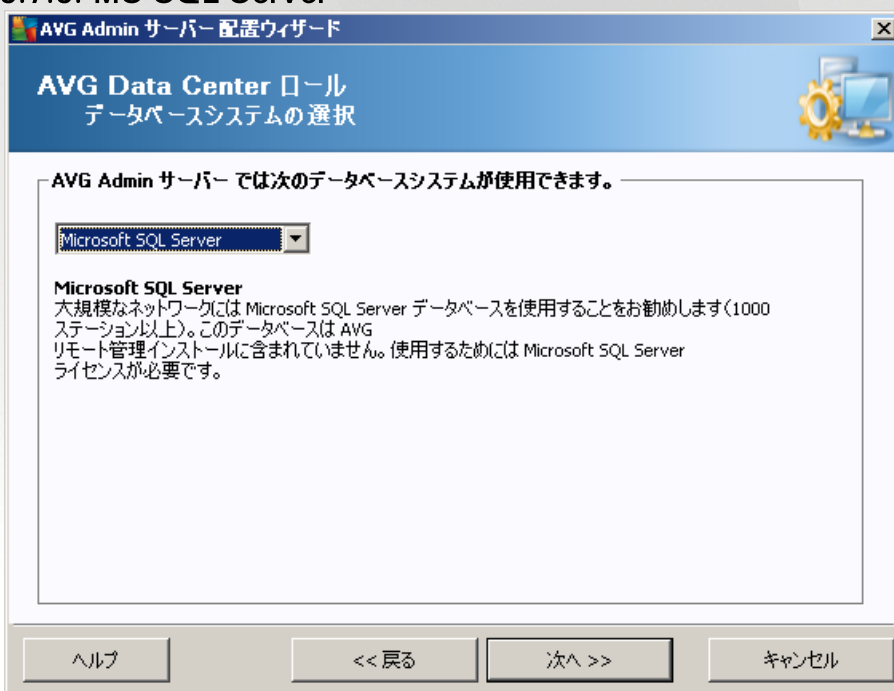 MS SQL Server
AVG Admin サーバー 配置ウィザード
AVG Data Center ロール
データベースシステムの選択
AVG Admin サーバー では次のデータベースシステムが使用できます。
Microsoft SQL Server
Microsoft SQL Server
大規模なネットワークには Microsoft SQL Server データベースを使用することをお勧めします(1000
ステーション以上)。このデータベースは AVG
リモート管理インストールに含まれていません。使用するためには Microsoft SQL Server
ライセンスが必要です。
ヘルプ
<< 戻る
次へ >>
キャンセル